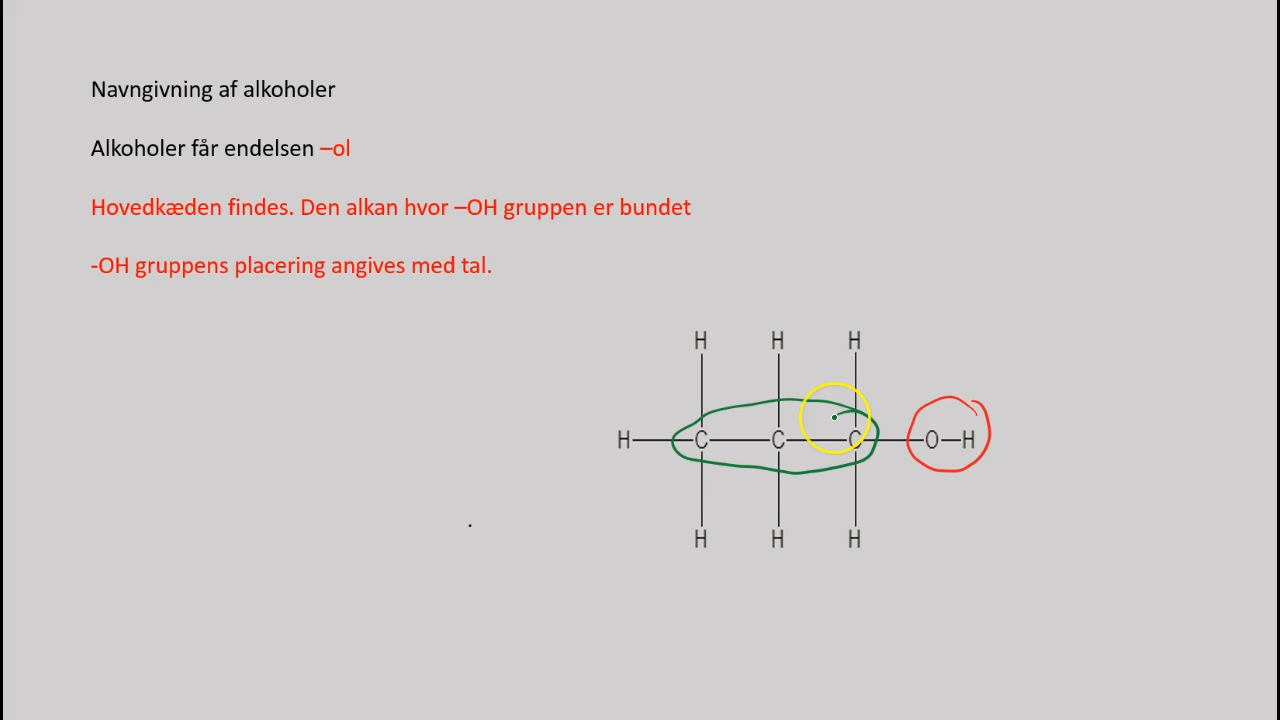 Navngivning af alkoholer
Alkoholer får endelsen –ol
Hovedkæden findes. Den alkan hvor –OH gruppen er bundet
-OH gruppens placering angives med tal.
H H H
H C C C O H
H H H